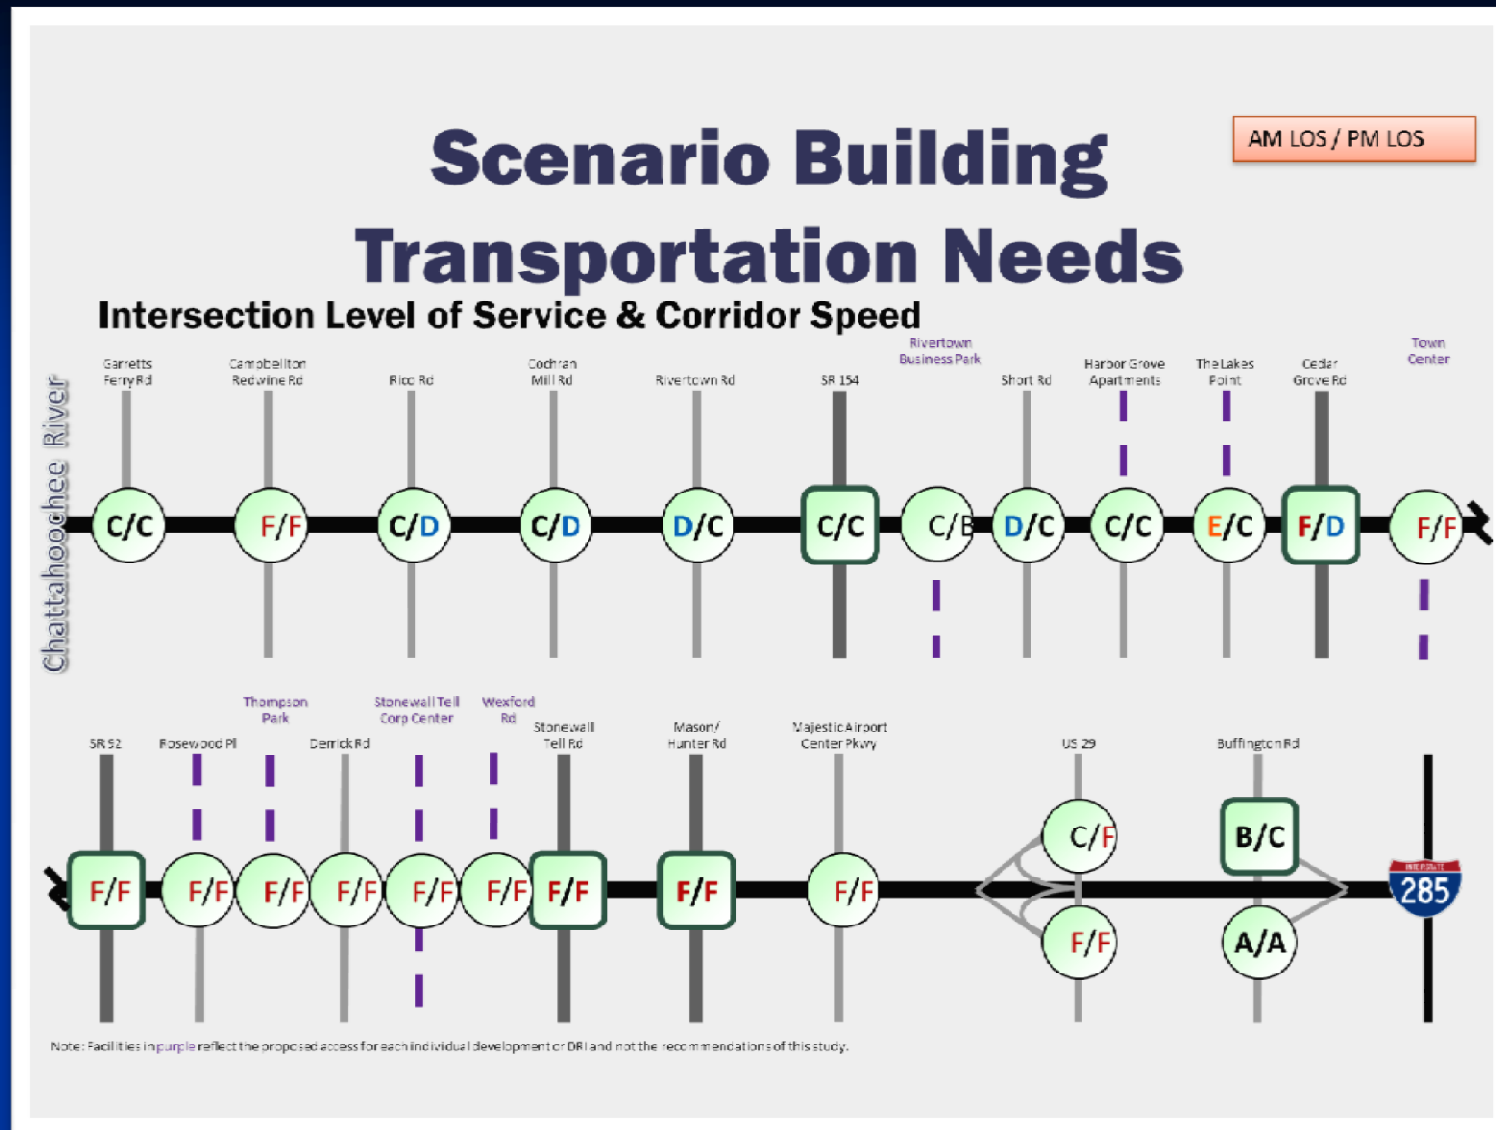 AM LOS / PM LOS
Scenario Building
Transportation Needs
Intersection Level of Service & Corridor Speed
Chattahoochee River
Garretts
Ferry Rd
Campbellton
Redwine Rd
Rico Rd
Cochran
Mill Rd
Rivertown Rd
SR 154
Rivertown
Business Park
Short Rd
Harbor Grove
Apartments
The Lakes
Point
Cedar
Grove Rd
Town
Center
C/C
F/F
C/D
C/D
D/C
C/C
C/B
D/C
C/C
E/C
F/D
F/F
SR 92
Rosewood Pl
Thompson
Park
Derrick Rd
Stonewall Tell
Corp Center
Wexford
Rd
Stonewall
Tell Rd
Mason/
Hunter Rd
Majestic Airport
Center Pkwy
US 29
Buffington Rd
F/F
F/F
F/F
F/F
F/F
F/F
F/F
F/F
F/F
C/F
F/F
B/C
A/A
INTERSTATE
285
Note: Facilities in purple reflect the proposed access for each individual development or DRI and not the recommendations of this study.